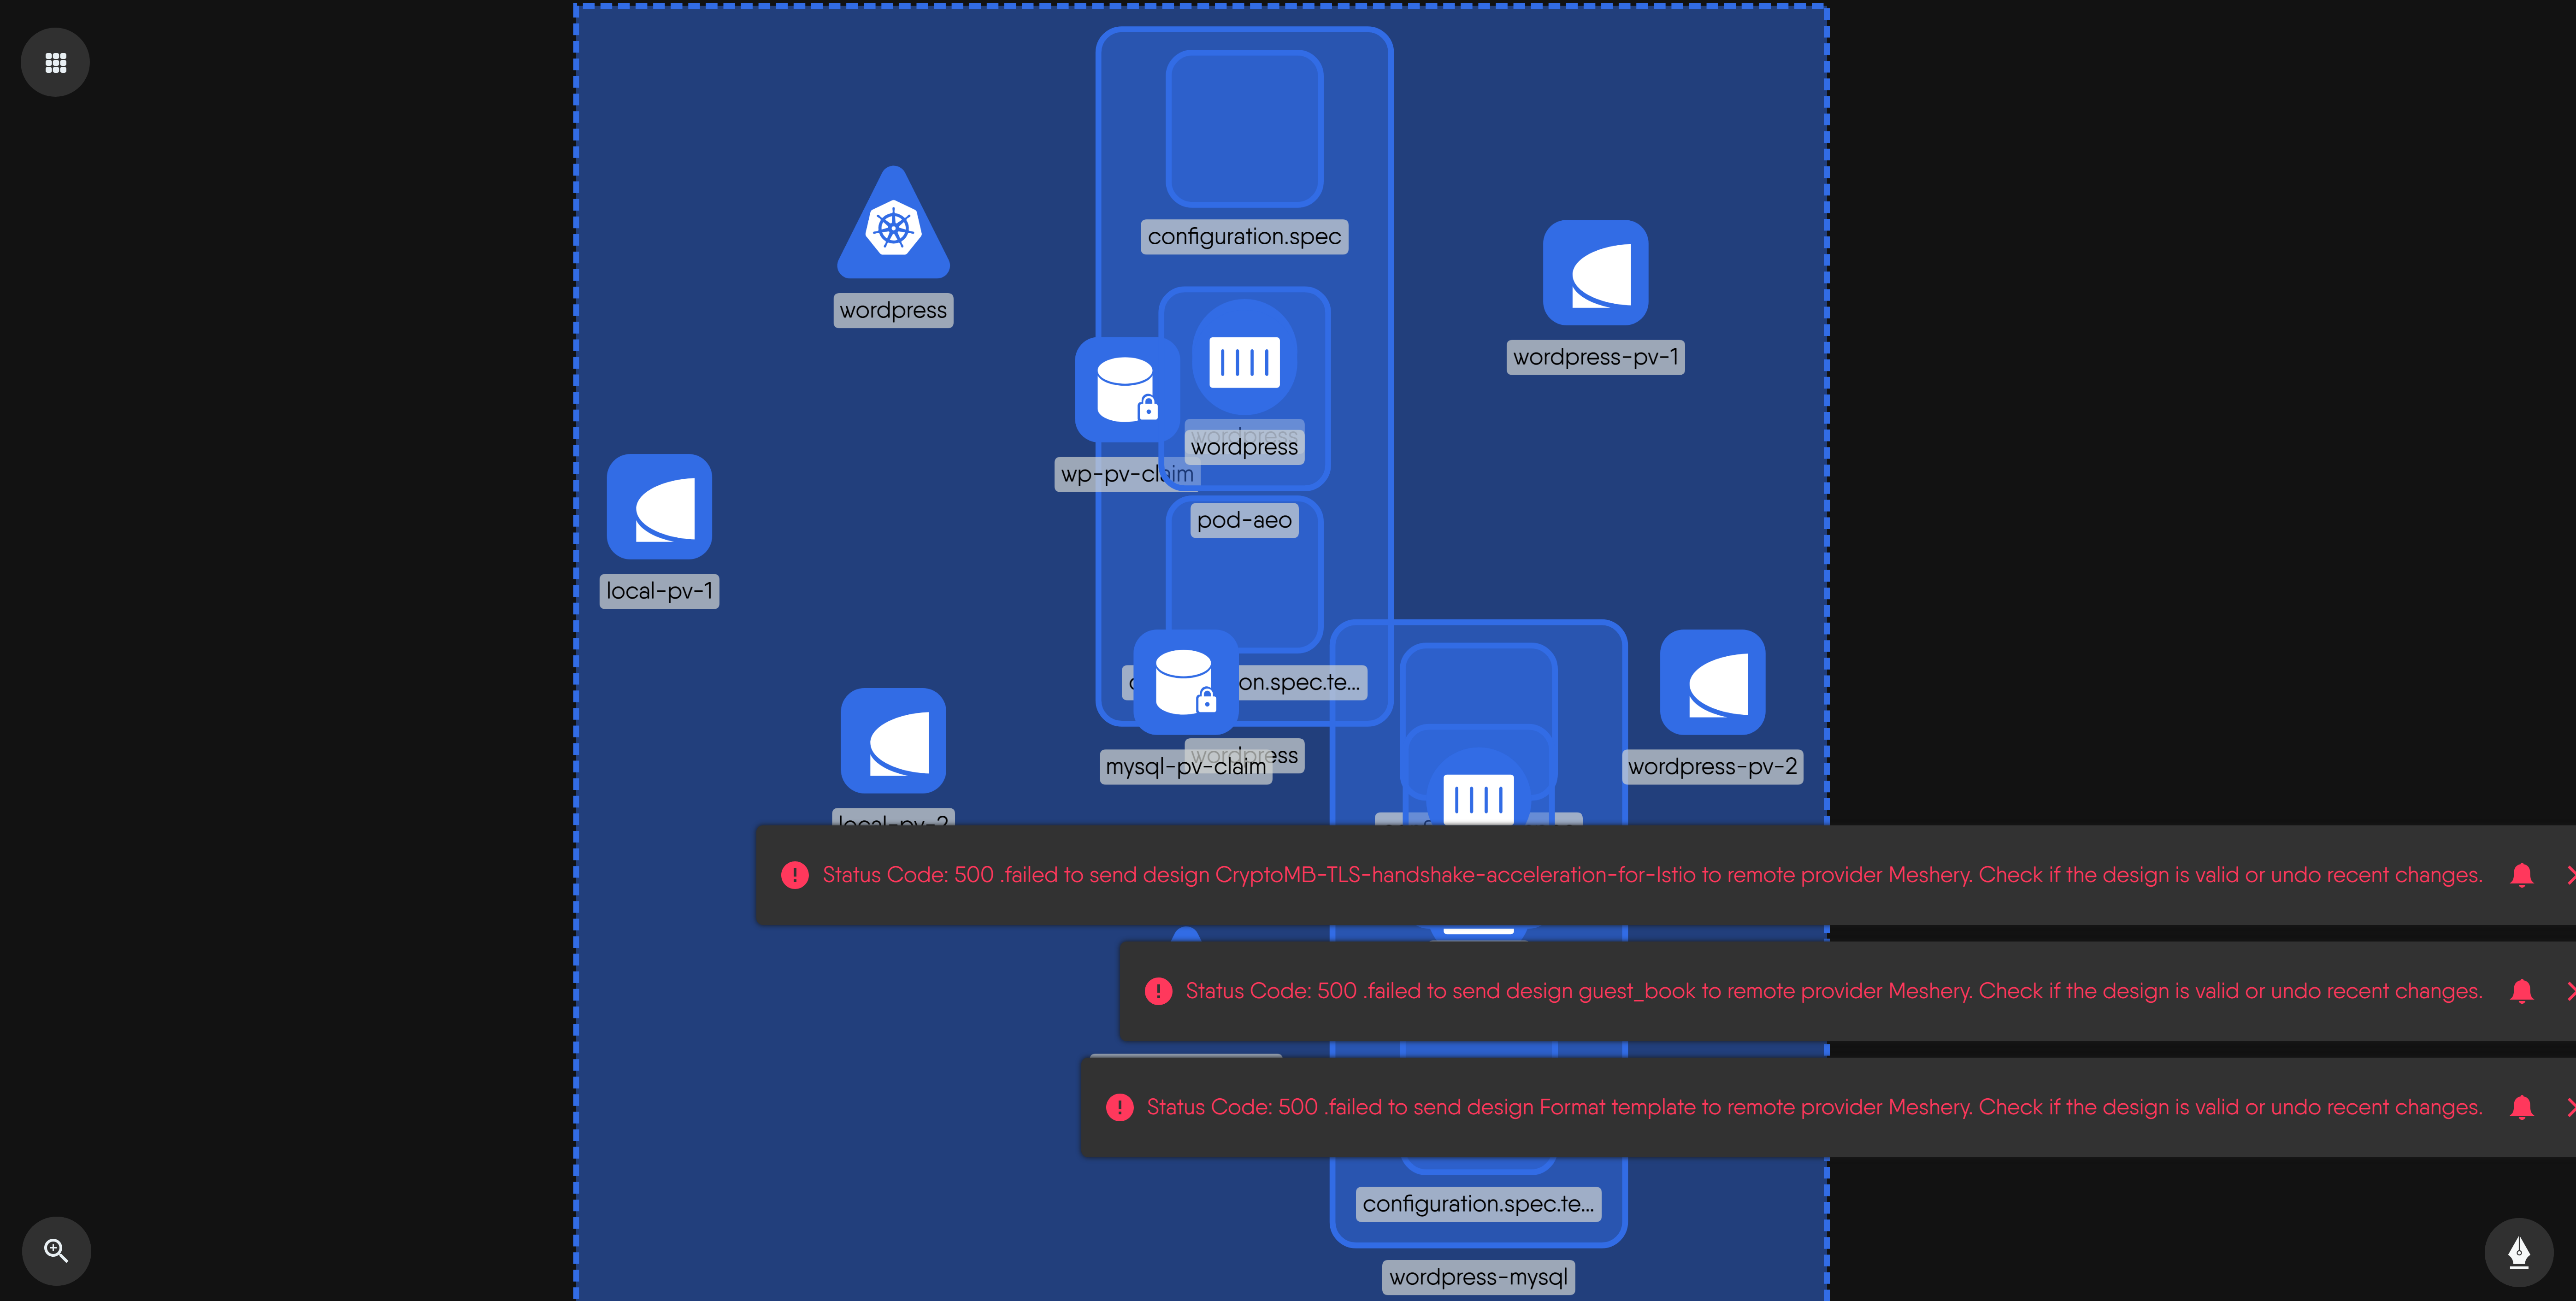 configuration.spec
wordpress
wordpress-pv-1
wordpress
wordpress
wp-pv-claim
pod-aeo
local-pv-1
on.spec.te...
wordpress
mysql-pv-claim
wordpress-pv-2
local-pv-2
Status Code: 500 .failed to send design CryptoMB-TLS-handshake-acceleration-for-Istio to remote provider Meshery. Check if the design is valid or undo recent changes.
Status Code: 500 .failed to send design guest_book to remote provider Meshery. Check if the design is valid or undo recent changes.
Status Code: 500 .failed to send design Format template to remote provider Meshery. Check if the design is valid or undo recent changes.
configuration.spec.te...
wordpress-mysql